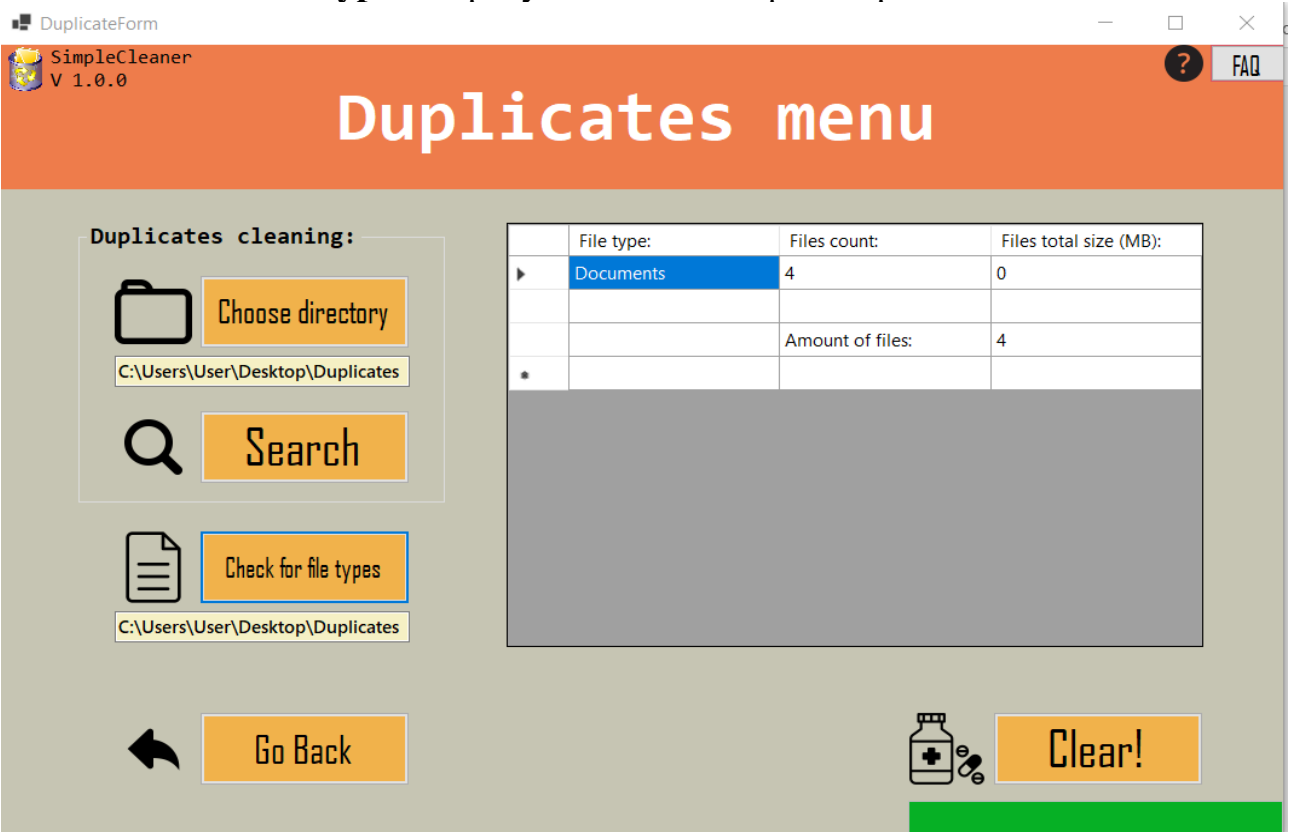 DuplicateForm
SimpleCleaner
V 1.0.0
?
FAQ
Duplicates menu
Duplicates cleaning:
Choose directory
C:\Users\User\Desktop\Duplicates
Search
Check for file types
C:\Users\User\Desktop\Duplicates
Go Back
File type: Files count: Files total size (MB):
Documents 4 0
Amount of files: 4
Clear!